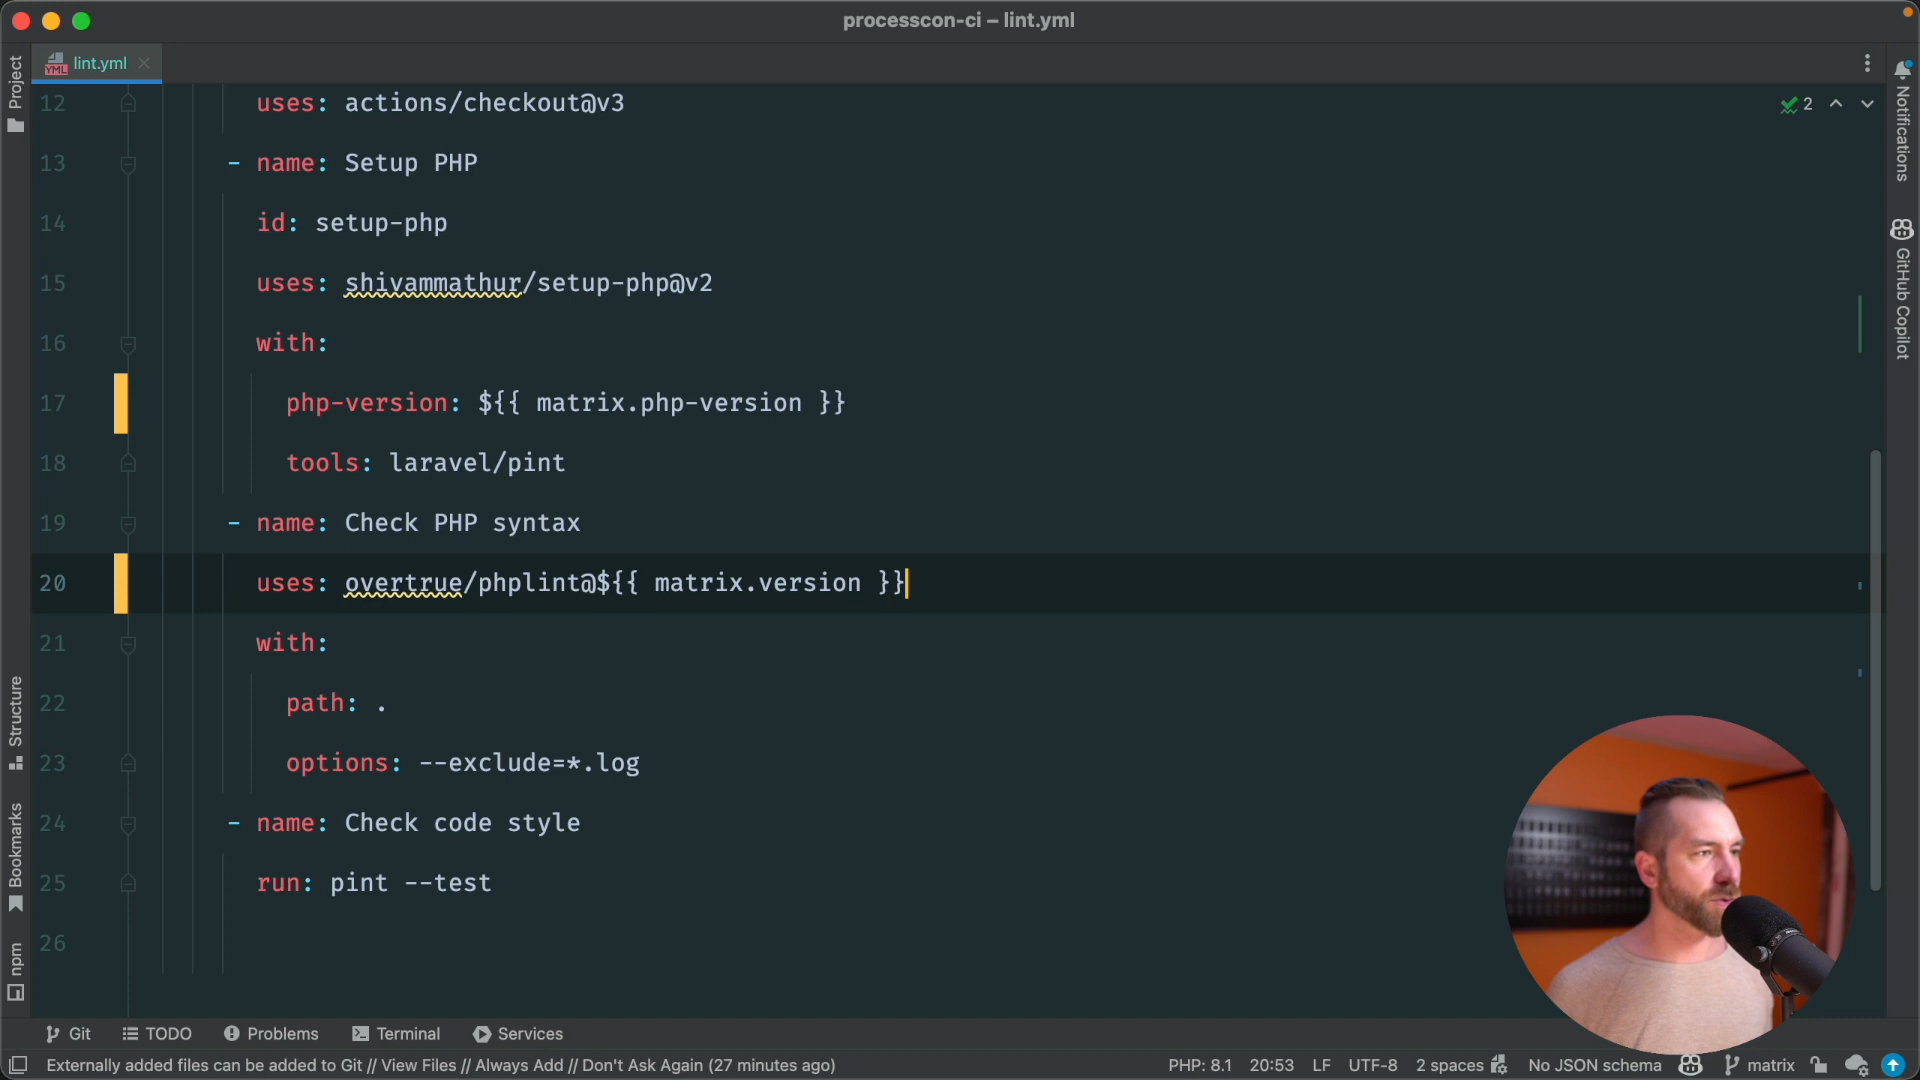 processcon-ci – lint.yml
Project
lint.yml
2
Notifications
GitHub Copilot
12 uses: actions/checkout@v3
13 - name: Setup PHP
14 id: setup-php
15 uses: shivammathur/setup-php@v2
16 with:
17 php-version: ${{ matrix.php-version }}
18 tools: laravel/pint
19 - name: Check PHP syntax
20 uses: overtrue/phplint@${{ matrix.version }}
21 with:
22 path: .
23 options: --exclude=*.log
24 - name: Check code style
25 run: pint --test
26
Structure
Bookmarks
npm
Git TODO Problems Terminal Services
Externally added files can be added to Git // View Files // Always Add // Don't Ask Again (27 minutes ago) PHP: 8.1 20:53 LF UTF-8 2 spaces No JSON schema matrix